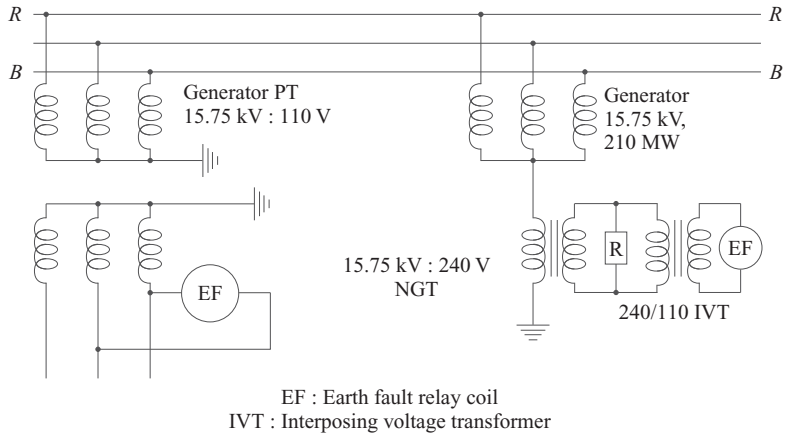 R R
B B
Generator PT
15.75 kV : 110 V
Generator
15.75 kV,
210 MW
EF
15.75 kV : 240 V
NGT
R
EF
240/110 IVT
EF : Earth fault relay coil
IVT : Interposing voltage transformer